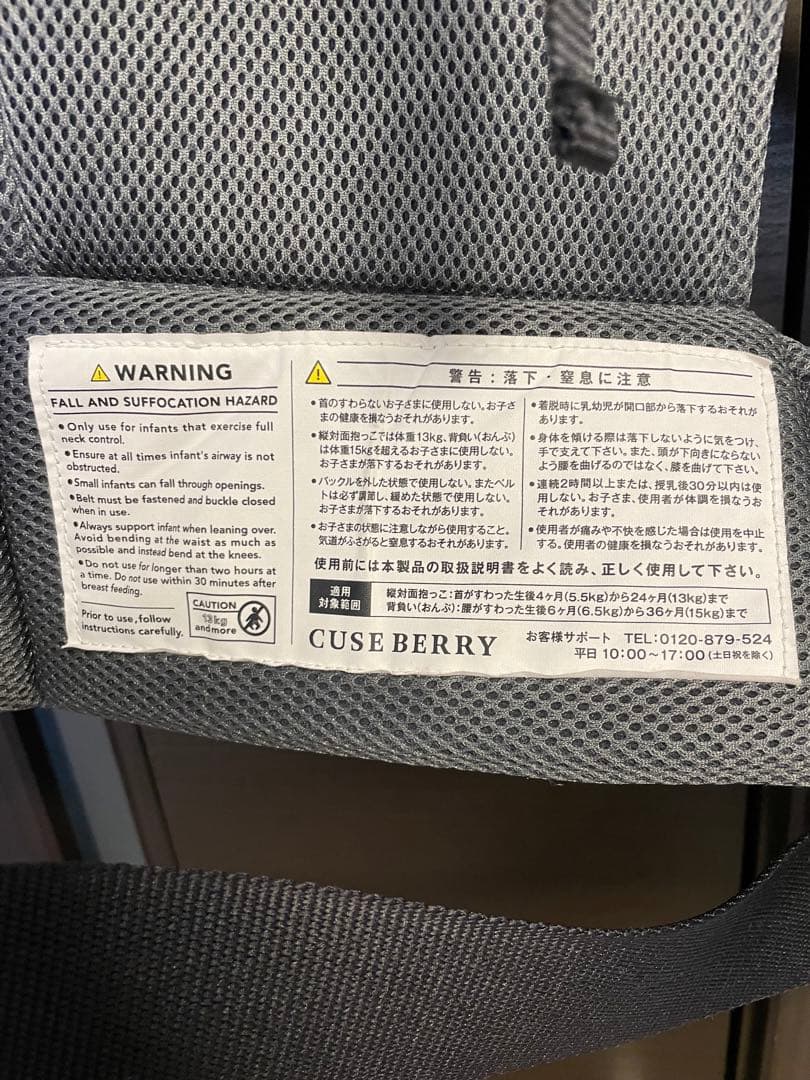 WARNING
FALL AND SUFFOCATION HAZARD
●Only use for infants that exercise full
neck control.
●Ensure at all times infant's airway is not
obstructed.
●Small infants can fall through openings.
●Belt must be fastened and buckle closed
when in use.
●Always support infant when leaning over.
Avoid bending at the waist as much as
possible and instead bend at the knees.
●Do not use for longer than two hours at
a time. Do not use within 30 minutes after
breast feeding.
Prior to use, follow
instructions carefully.
CAUTION
13kg
and more
警告：落下・窒息に注意
●首のすわらないお子さまに使用しない。お子さ
まの健康を損なうおそれがあります。
●縦対面抱っこでは体重13kg、背負い(おんぶ)
は体重15kgを超えるお子さまに使用しない。
お子さまが落下するおそれがあります。
●バックルを外した状態で使用しない。またベル
トは必ず調節し、緩めた状態で使用しない。
お子さまが落下するおそれがあります。
●お子さまの状態に注意しながら使用すること。
気道がふさがると窒息するおそれがあります。
●着脱時に乳幼児が開口部から落下するおそれが
あります。
●身体を傾ける際は落下しないように気をつけ、
手で支えて下さい。また、頭が下向きにならない
よう腰を曲げるのではなく、膝を曲げて下さい。
●連続2時間以上または、授乳後30分以内は使
用しない。お子さま、使用者が体調を損なうお
それがあります。
●使用者が痛みや不快を感じた場合は使用を中止
する。使用者の健康を損なうおそれがあります。
使用前には本製品の取扱説明書をよく読み、正しく使用して下さい。
適用
対象範囲
縦対面抱っこ：首がすわった生後4ヶ月(5.5kg)から24ヶ月(13kg)まで
背負い(おんぶ)：腰がすわった生後6ヶ月(6.5kg)から36ヶ月(15kg)まで
CUSE BERRY
お客様サポート TEL：0120-879-524
平日 10：00〜17：00 (土日祝を除く)